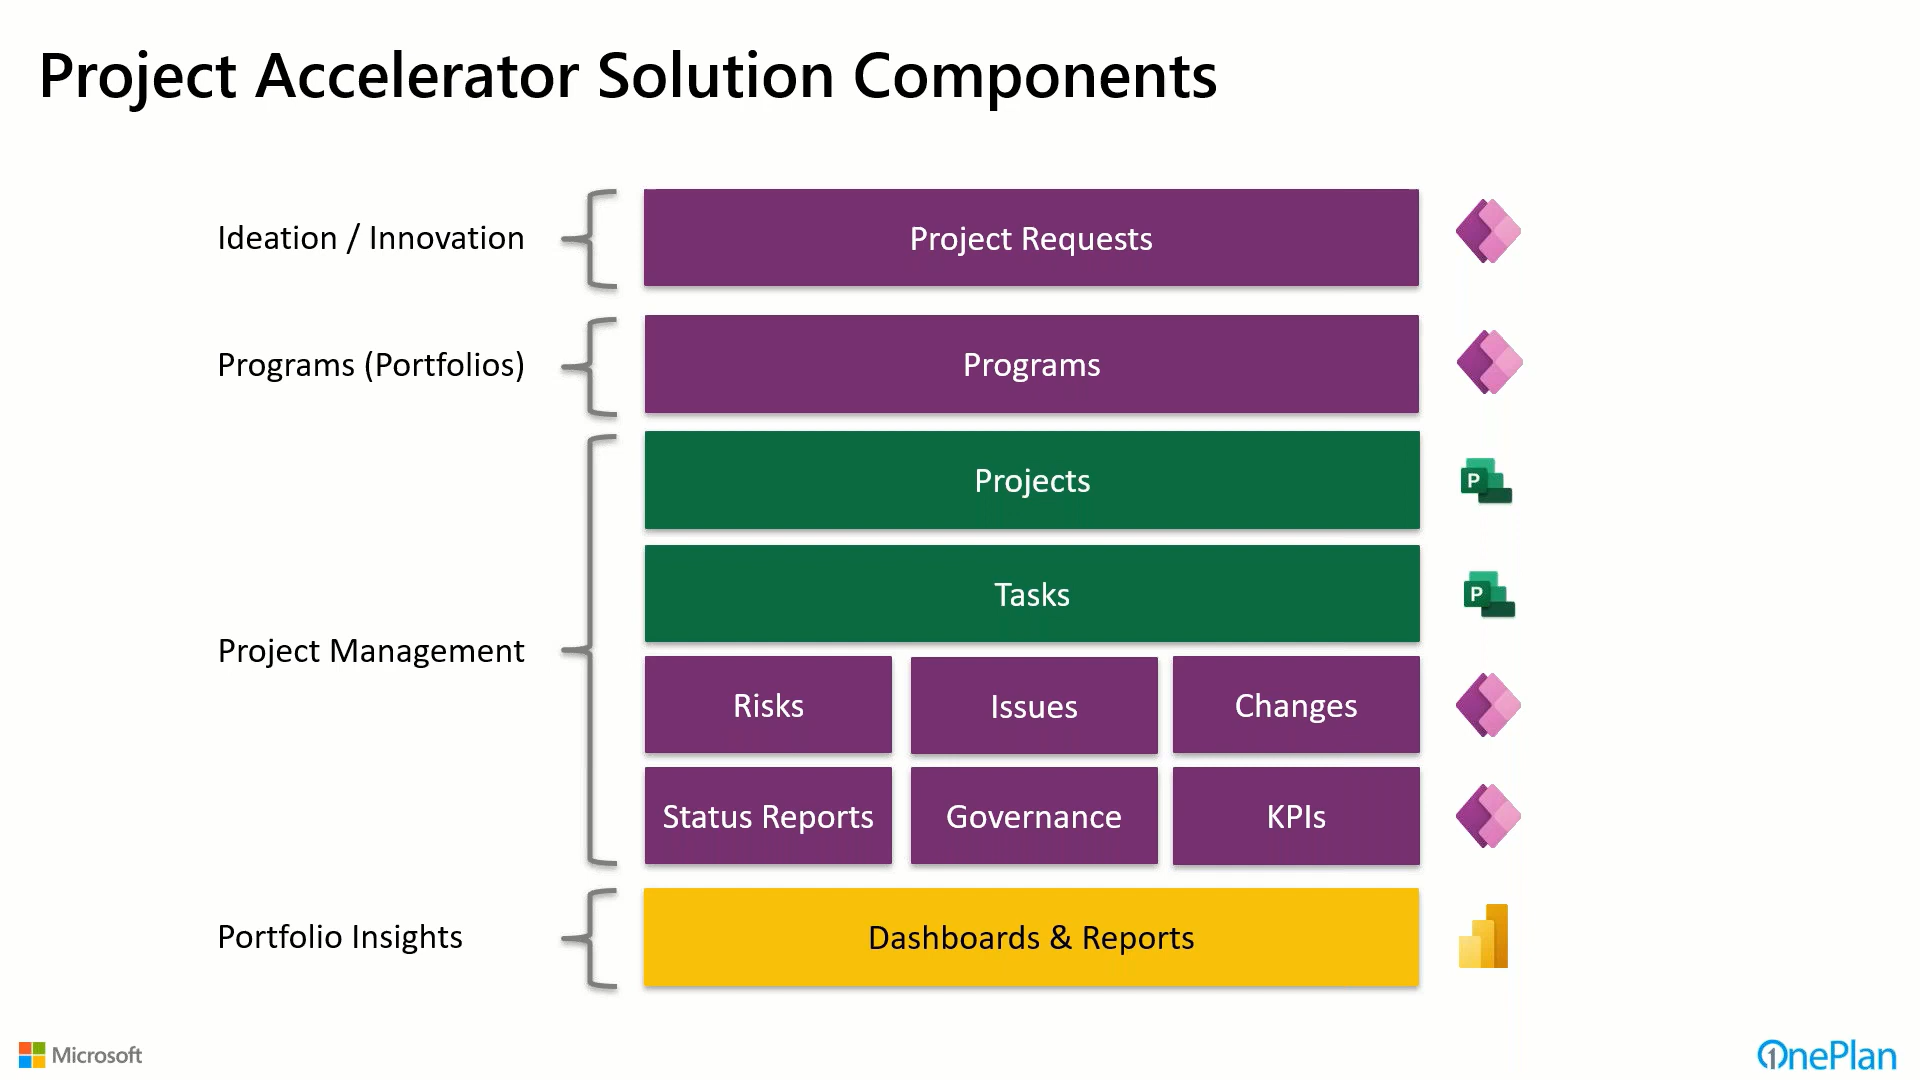 Project Accelerator Solution Components
Ideation / Innovation
Project Requests
Programs (Portfolios)
Programs
Projects
P
Tasks
P
Project Management
Risks
Issues
Changes
Status Reports
Governance
KPIs
Portfolio Insights
Dashboards & Reports
Microsoft
OnePlan